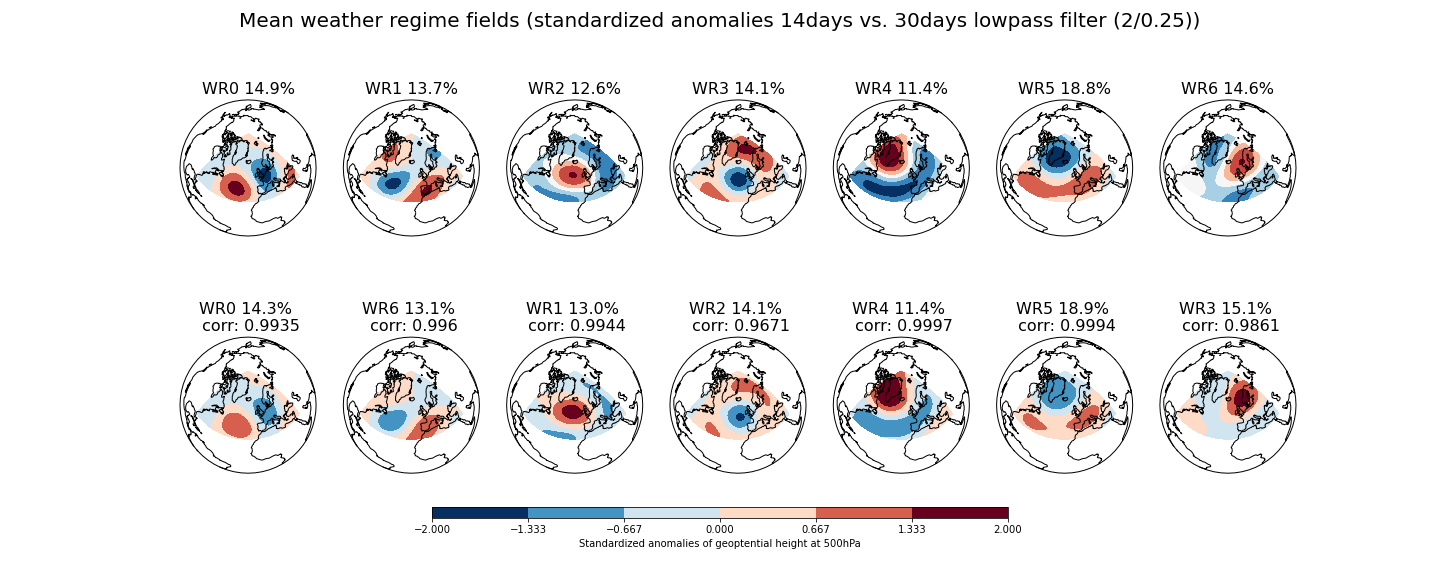 Mean weather regime fields (standardized anomalies 14days vs. 30days lowpass filter (2/0.25))
WR0 14.9%
WR1 13.7%
WR2 12.6%
WR3 14.1%
WR4 11.4%
WR5 18.8%
WR6 14.6%
WR0 14.3%
corr: 0.9935
WR6 13.1%
corr: 0.996
WR1 13.0%
corr: 0.9944
WR2 14.1%
corr: 0.9671
WR4 11.4%
corr: 0.9997
WR5 18.9%
corr: 0.9994
WR3 15.1%
corr: 0.9861
−2.000 −1.333 −0.667 0.000 0.667 1.333 2.000
Standardized anomalies of geoptential height at 500hPa